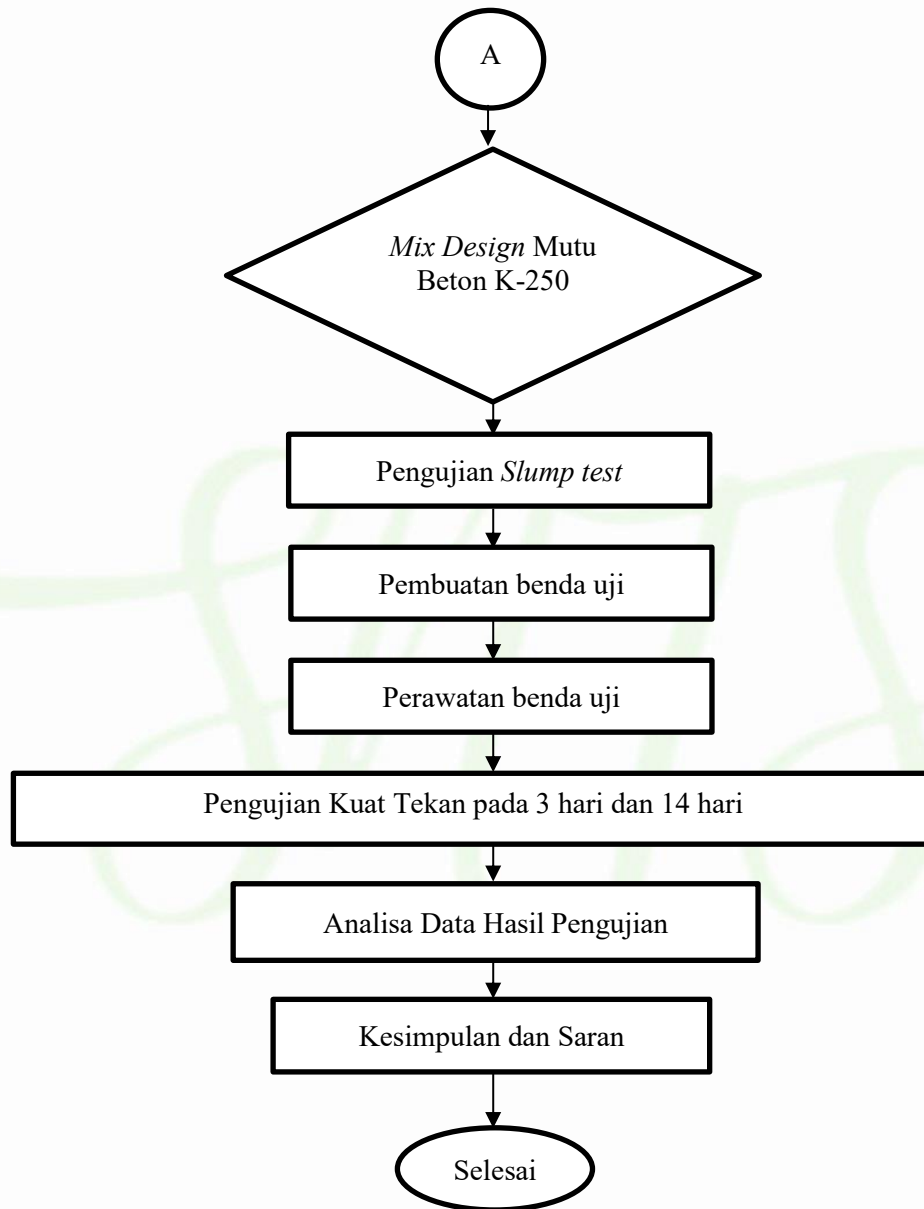 A
Mix Design Mutu
Beton K-250
Pengujian Slump test
Pembuatan benda uji
Perawatan benda uji
Pengujian Kuat Tekan pada 3 hari dan 14 hari
Analisa Data Hasil Pengujian
Kesimpulan dan Saran
Selesai